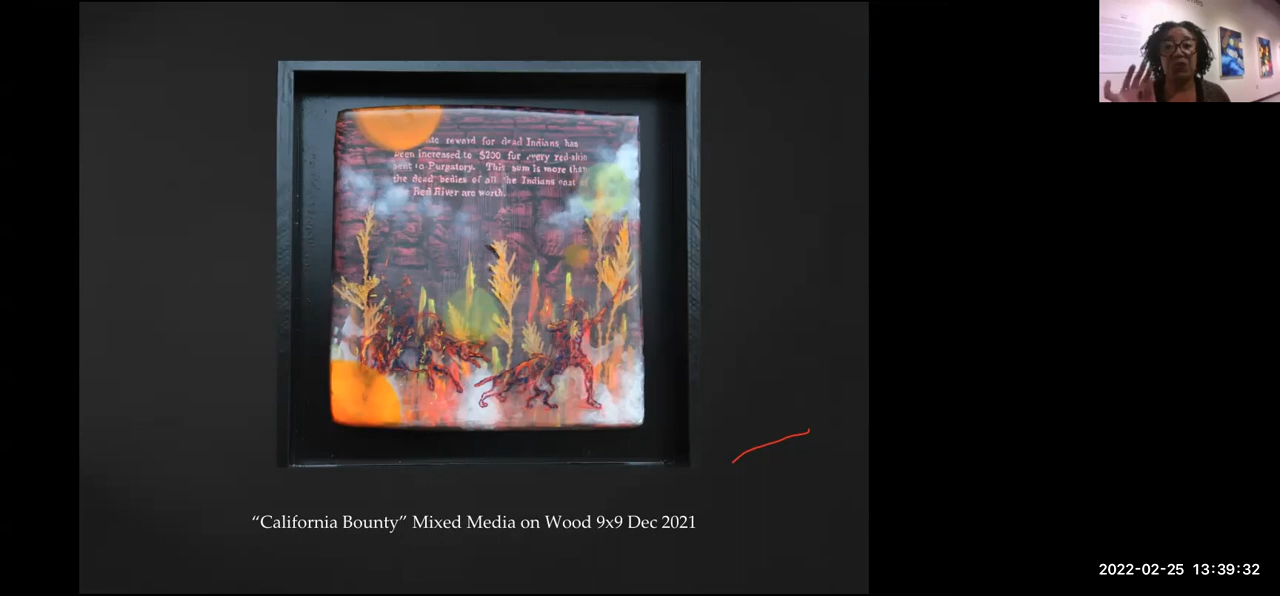 reward for dead Indians has
been increased to $200 for every red-skin
sent to Purgatory. This sum is more than
the dead bodies of all the Indians east of
Red River are worth.
“California Bounty” Mixed Media on Wood 9x9 Dec 2021
2022-02-25 13:39:32